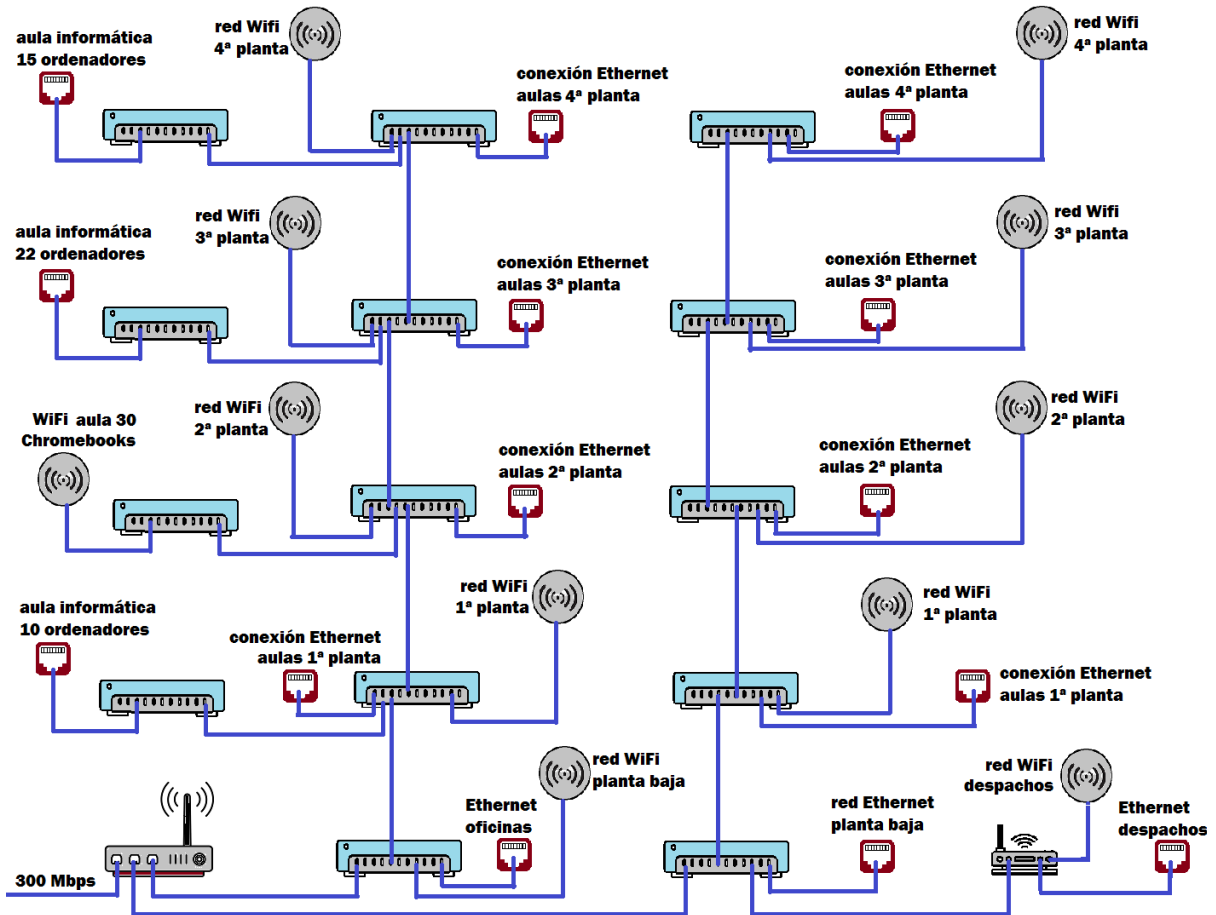 aula informática
15 ordenadores
red Wifi
4ª planta
conexión Ethernet
aulas 4ª planta
conexión Ethernet
aulas 4ª planta
red Wifi
4ª planta
aula informática
22 ordenadores
red Wifi
3ª planta
conexión Ethernet
aulas 3ª planta
conexión Ethernet
aulas 3ª planta
red Wifi
3ª planta
WiFi aula 30
Chromebooks
red WiFi
2ª planta
conexión Ethernet
aulas 2ª planta
conexión Ethernet
aulas 2ª planta
red WiFi
2ª planta
aula informática
10 ordenadores
conexión Ethernet
aulas 1ª planta
red WiFi
1ª planta
red WiFi
1ª planta
conexión Ethernet
aulas 1ª planta
300 Mbps
red WiFi
planta baja
Ethernet
oficinas
red Ethernet
planta baja
red WiFi
despachos
Ethernet
despachos